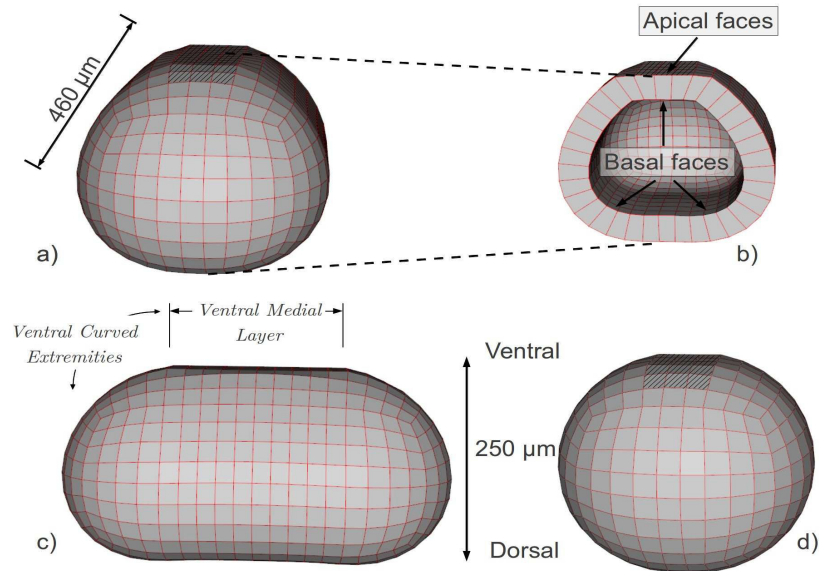 460 µm
a)
Apical faces
Basal faces
b)
Ventral Curved
Extremities
Ventral Medial
Layer
c)
Ventral
250 µm
Dorsal
d)